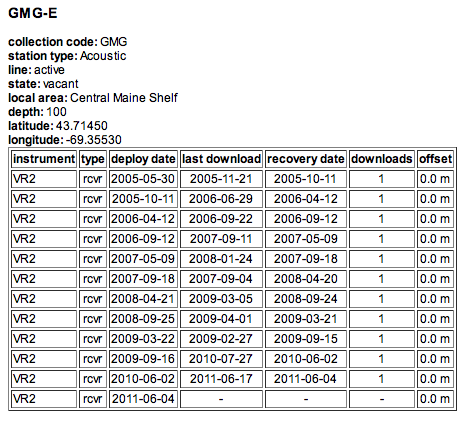 GMG-E
collection code: GMG
station type: Acoustic
line: active
state: vacant
local area: Central Maine Shelf
depth: 100
latitude: 43.71450
longitude: -69.35530
instrument type deploy date last download recovery date downloads offset
VR2 rcvr 2005-05-30 2005-11-21 2005-10-11 1 0.0 m
VR2 rcvr 2005-10-11 2006-06-29 2006-04-12 1 0.0 m
VR2 rcvr 2006-04-12 2006-09-22 2006-09-12 1 0.0 m
VR2 rcvr 2006-09-12 2007-09-11 2007-05-09 1 0.0 m
VR2 rcvr 2007-05-09 2008-01-24 2007-09-18 1 0.0 m
VR2 rcvr 2007-09-18 2007-09-04 2008-04-20 1 0.0 m
VR2 rcvr 2008-04-21 2009-03-05 2008-09-24 1 0.0 m
VR2 rcvr 2008-09-25 2009-04-01 2009-03-21 1 0.0 m
VR2 rcvr 2009-03-22 2009-02-27 2009-09-15 1 0.0 m
VR2 rcvr 2009-09-16 2010-07-27 2010-06-02 1 0.0 m
VR2 rcvr 2010-06-02 2011-06-17 2011-06-04 1 0.0 m
VR2 rcvr 2011-06-04 - - - 0.0 m